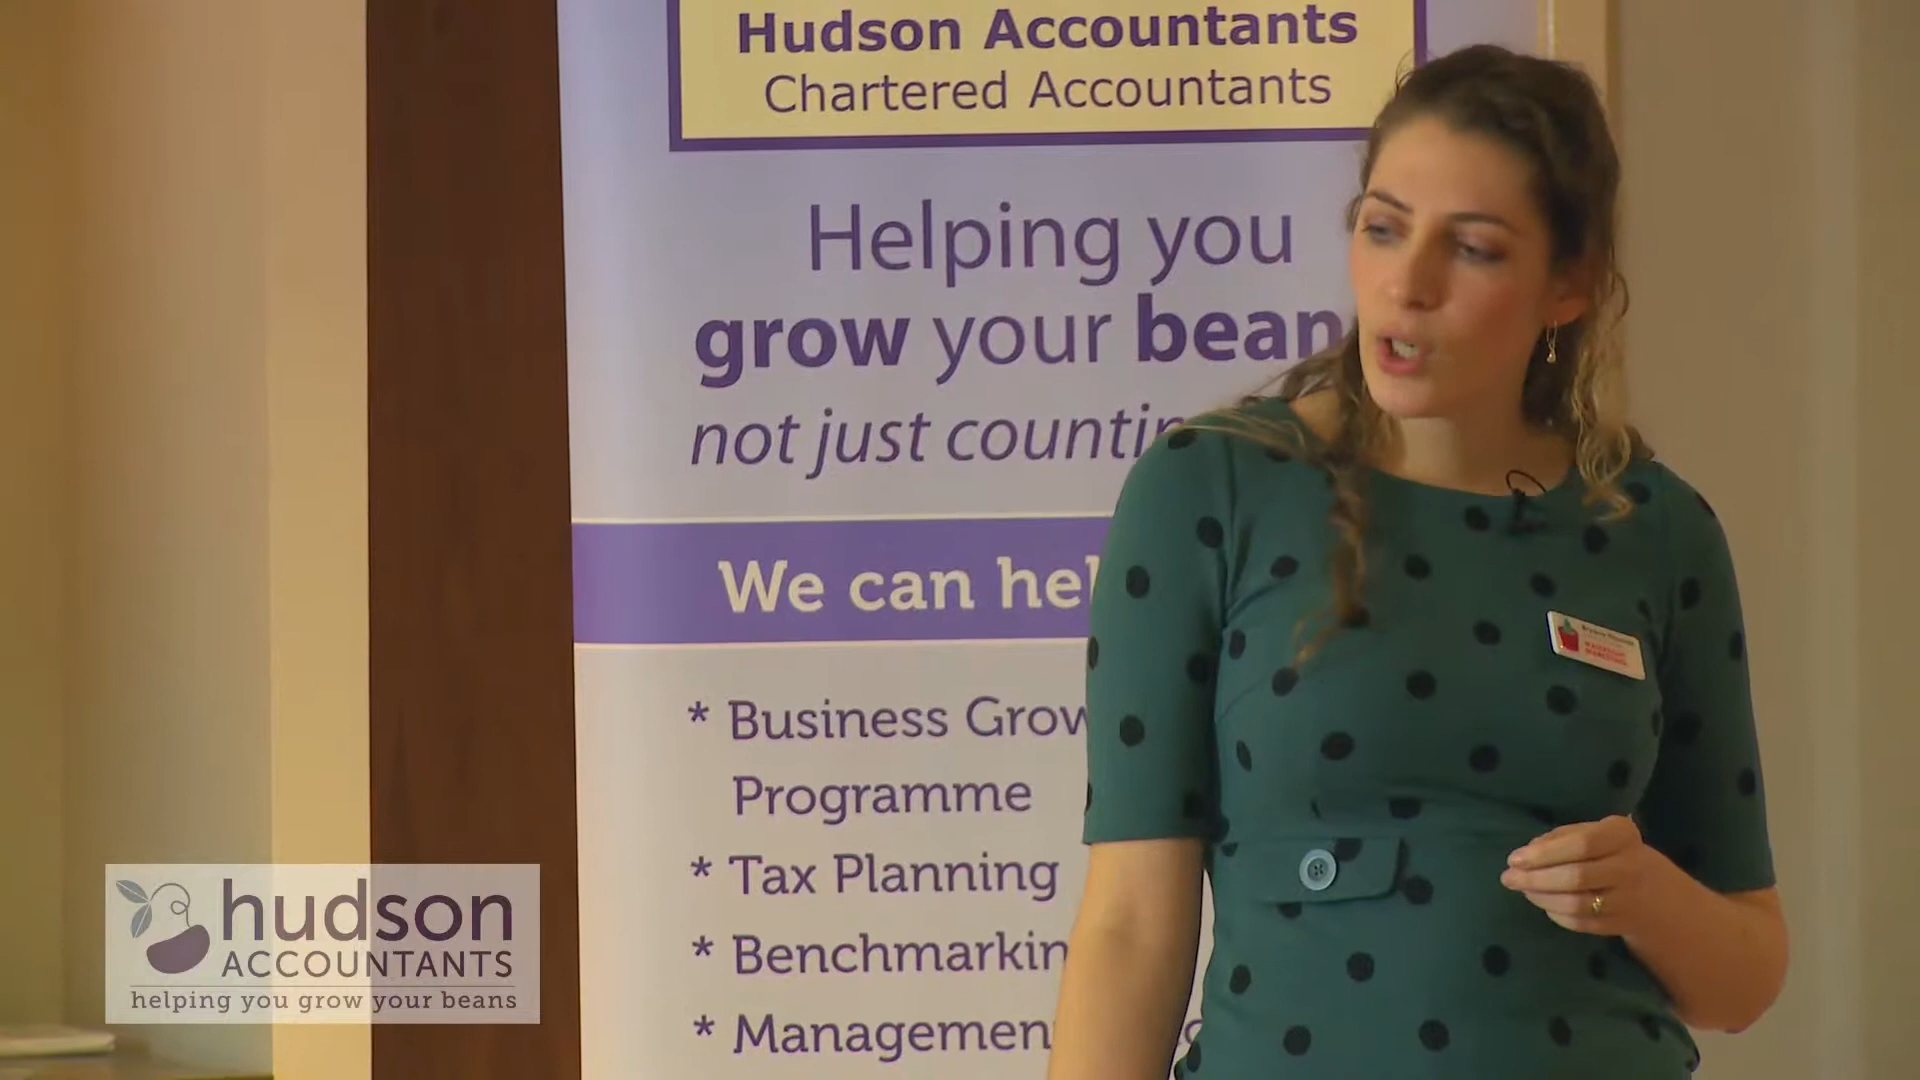 Hudson Accountants
Chartered Accountants
Helping you
grow your bean
not just countin
We can hel
* Business Grow
Programme
* Tax Planning
* Benchmarkin
* Managemen
hudson
ACCOUNTANTS
helping you grow your beans